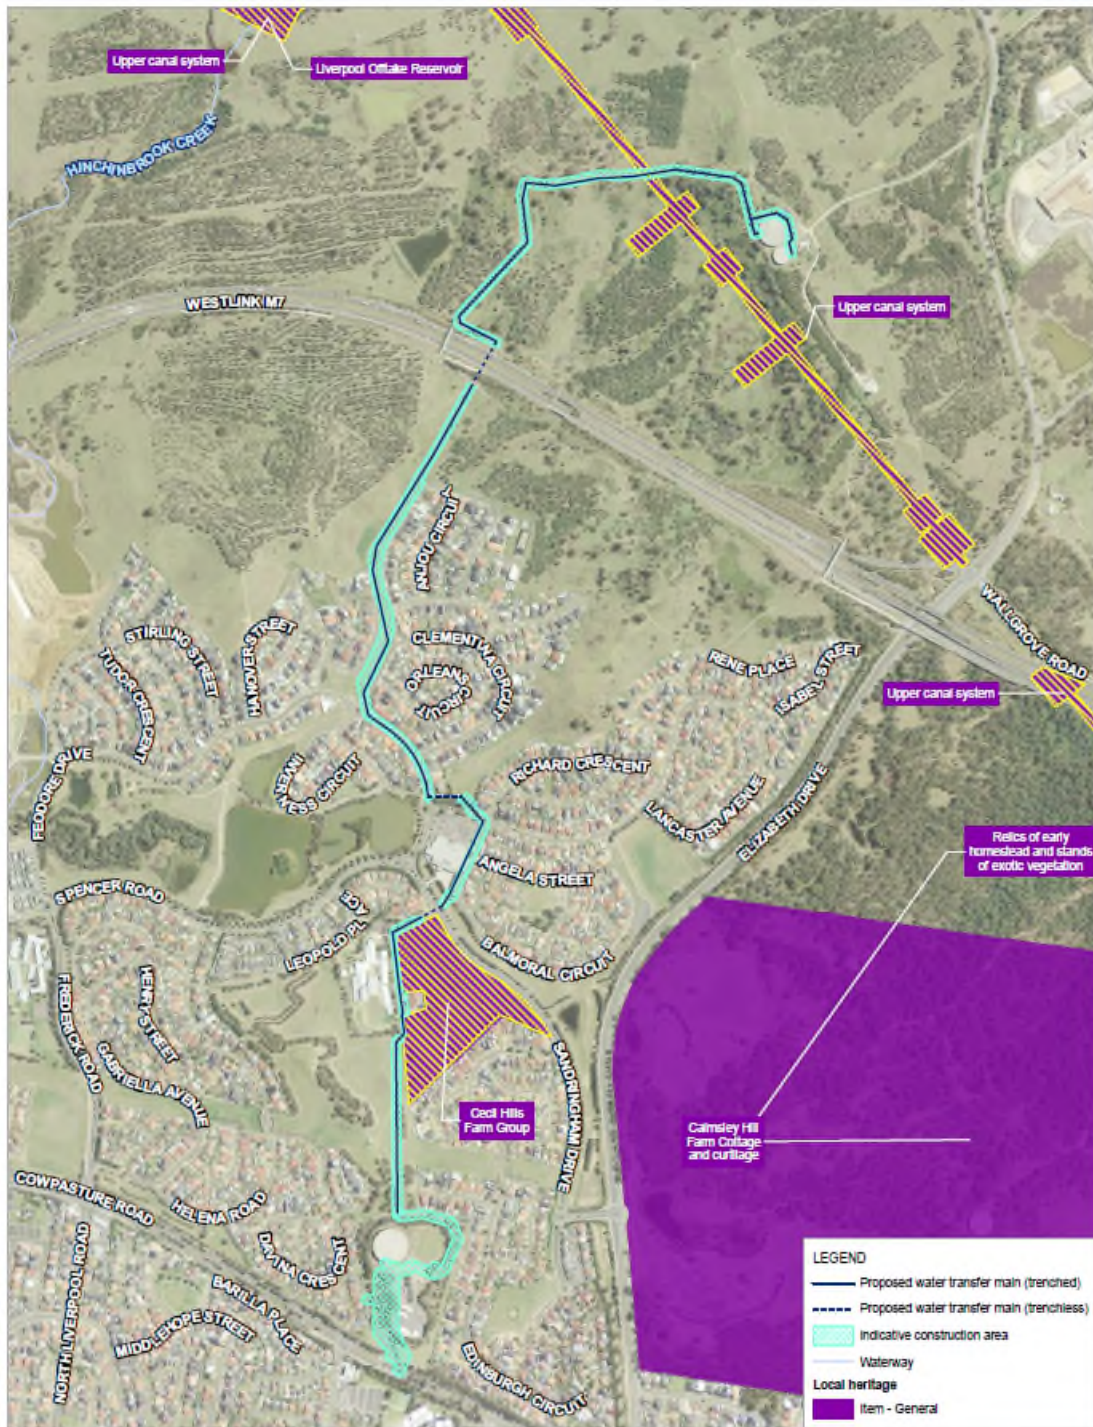 Upper canal system
Liverpool Offtake Reservoir
HINCHINBROOK CREEK
WESTLINK M7
Upper canal system
ANJOU CIRCUIT
WALLGROVE ROAD
STIRLING STREET
HANOVER STREET
TUDOR CRESCENT
CLEMENTINA CIRCUIT
ORLEANS
CIRCUIT
RENE PLACE
ISABEL STREET
Upper canal system
FEODORE DRIVE
INVER
NESS CIRCUIT
RICHARD CRESCENT
LANCASTER AVENUE
ELIZABETH DRIVE
Relics of early
homestead and stands
of exotic vegetation
ANGELA STREET
SPENCER ROAD
LEOPOLD PL
ACE
BALMORAL CIRCUIT
FREDERICK ROAD
HENRY STREET
GABRIELLA AVENUE
SANDRINGHAM DRIVE
Cecil Hills
Farm Group
Calmsley Hill
Farm Cottage
and curtilage
COWPASTURE ROAD
HELENA ROAD
DAVINA CRESCENT
NORTH LIVERPOOL ROAD
BARILLA PLACE
MIDDLEHOPE STREET
EDINBURGH CIRCUIT
LEGEND
Proposed water transfer main (trenched)
Proposed water transfer main (trenchless)
Indicative construction area
Waterway
Local heritage
Item - General